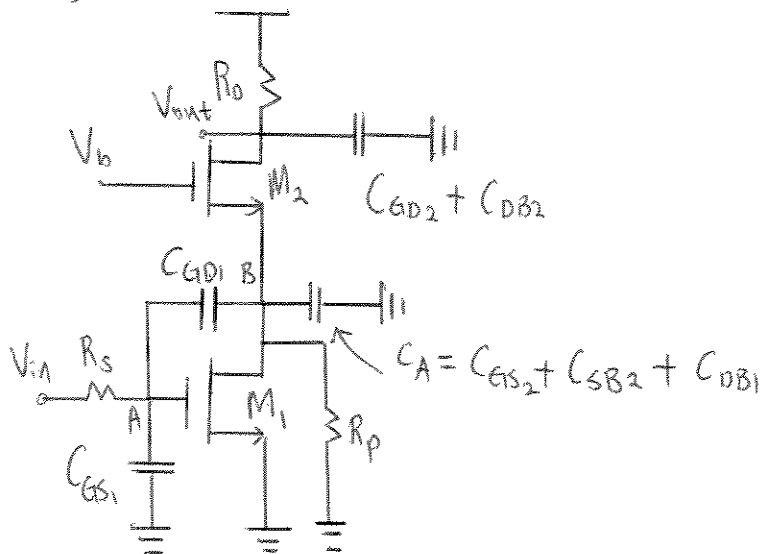 R_D
V_out
V_b
M_2
C_GD2 + C_DB2
C_GD1
B
V_in
R_S
A
M_1
C_A = C_GS2 + C_SB2 + C_DB1
R_P
C_GS1